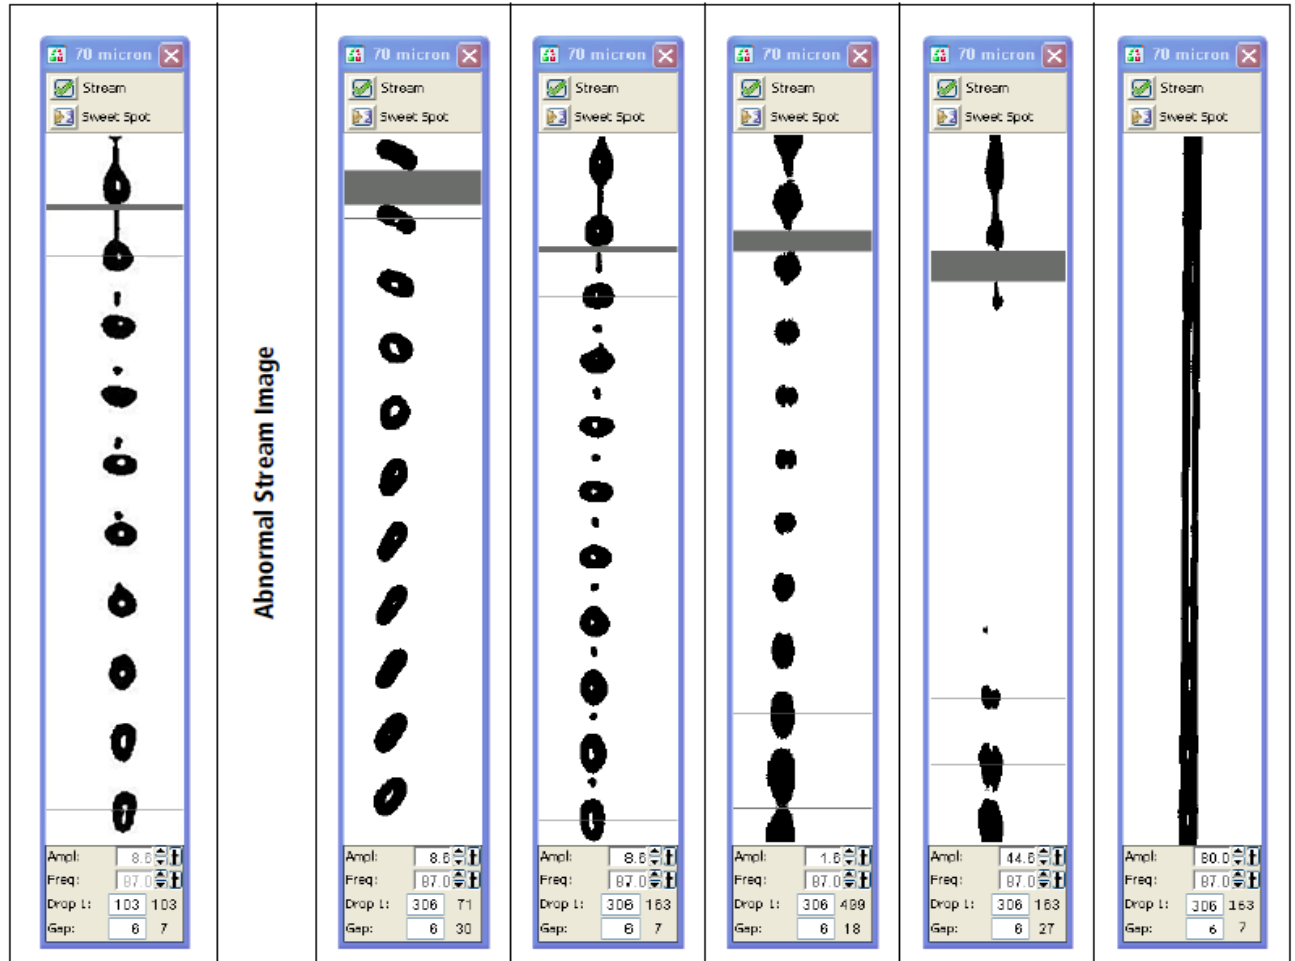 70 micron
Stream
Sweet Spot
Ampl: 8.6
Freq: 87.0
Drop 1: 103 103
Gap: 6 7
Abnormal Stream Image
70 micron
Stream
Sweet Spot
Ampl: 8.6
Freq: 87.0
Drop 1: 306 71
Gap: 6 30
70 micron
Stream
Sweet Spot
Ampl: 8.6
Freq: 87.0
Drop 1: 306 163
Gap: 6 7
70 micron
Stream
Sweet Spot
Ampl: 1.6
Freq: 87.0
Drop 1: 306 499
Gap: 6 18
70 micron
Stream
Sweet Spot
Ampl: 44.6
Freq: 87.0
Drop 1: 306 163
Gap: 6 27
70 micron
Stream
Sweet Spot
Ampl: 80.0
Freq: 87.0
Drop 1: 306 163
Gap: 6 7